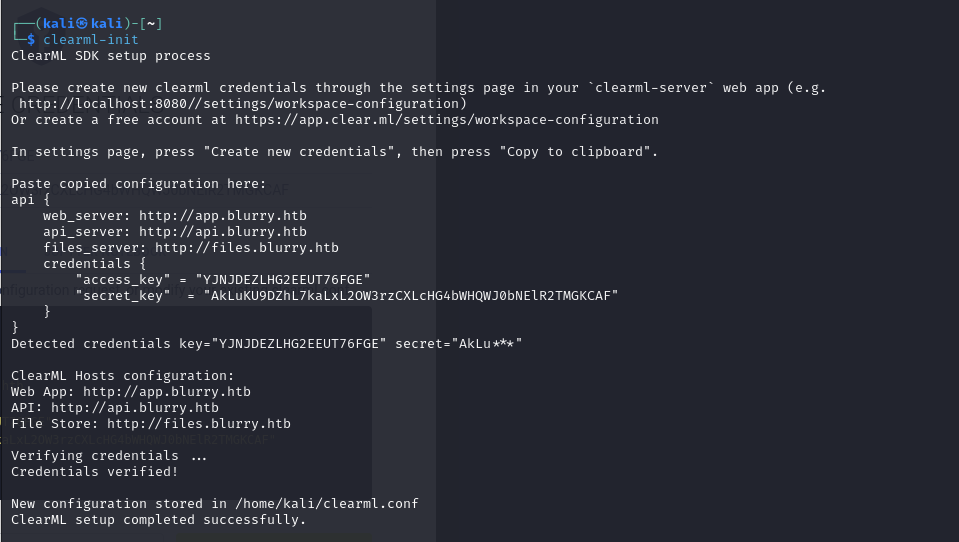 ┌──(kali㉿kali)-[~]
└─$ clearml-init
ClearML SDK setup process
Please create new clearml credentials through the settings page in your `clearml-server` web app (e.g.
http://localhost:8080//settings/workspace-configuration)
Or create a free account at https://app.clear.ml/settings/workspace-configuration
In settings page, press "Create new credentials", then press "Copy to clipboard".
Paste copied configuration here:
api {
    web_server: http://app.blurry.htb
    api_server: http://api.blurry.htb
    files_server: http://files.blurry.htb
    credentials {
        "access_key" = "YJNJDEZLHG2EEUT76FGE"
        "secret_key"  = "AkLuKU9DZhL7kaLxL2OW3rzCXLcHG4bWHQWJ0bNElR2TMGKCAF"
    }
}
Detected credentials key="YJNJDEZLHG2EEUT76FGE" secret="AkLu***"
ClearML Hosts configuration:
Web App: http://app.blurry.htb
API: http://api.blurry.htb
File Store: http://files.blurry.htb
Verifying credentials ...
Credentials verified!
New configuration stored in /home/kali/clearml.conf
ClearML setup completed successfully.